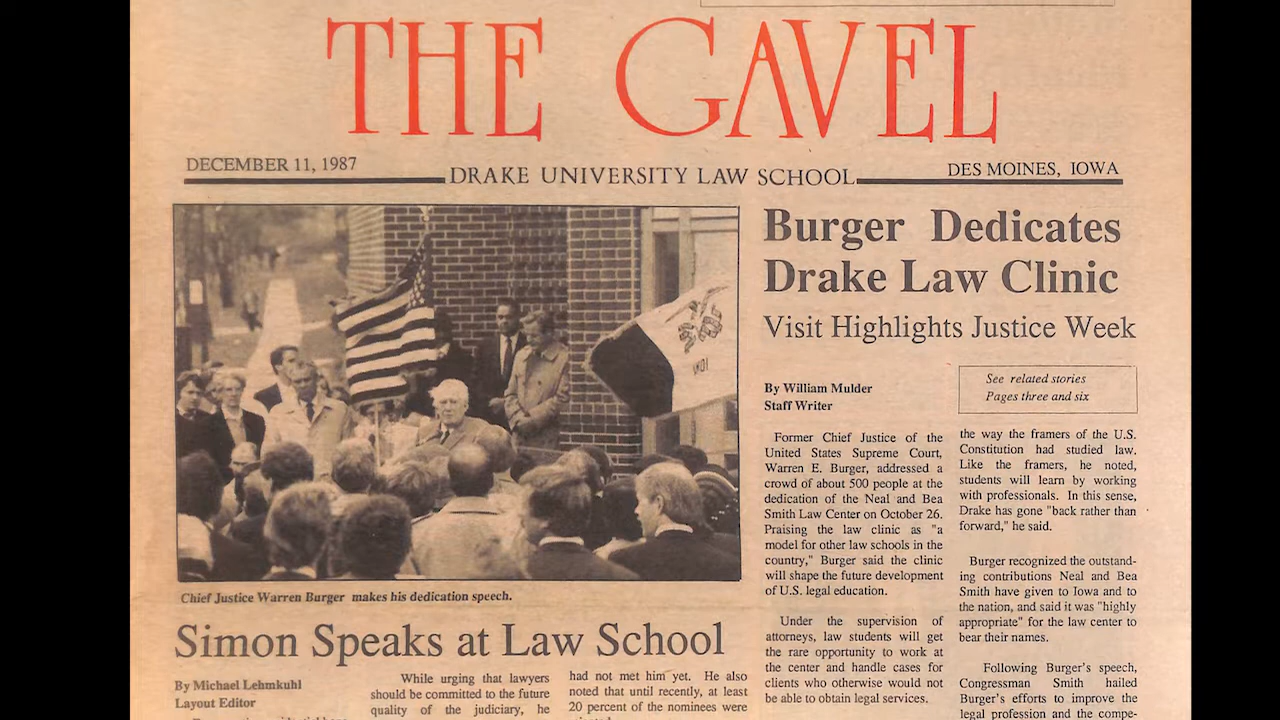 THE GAVEL
DECEMBER 11, 1987
DRAKE UNIVERSITY LAW SCHOOL
DES MOINES, IOWA
IOWA
Chief Justice Warren Burger makes his dedication speech.
Burger Dedicates
Drake Law Clinic
Visit Highlights Justice Week
By William Mulder
Staff Writer
Former Chief Justice of the
United States Supreme Court,
Warren E. Burger, addressed a
crowd of about 500 people at the
dedication of the Neal and Bea
Smith Law Center on October 26.
Praising the law clinic as "a
model for other law schools in the
country," Burger said the clinic
will shape the future development
of U.S. legal education.
Under the supervision of
attorneys, law students will get
the rare opportunity to work at
the center and handle cases for
clients who otherwise would not
be able to obtain legal services.
See related stories
Pages three and six
the way the framers of the U.S.
Constitution had studied law.
Like the framers, he noted,
students will learn by working
with professionals. In this sense,
Drake has gone "back rather than
forward," he said.
Burger recognized the outstand-
ing contributions Neal and Bea
Smith have given to Iowa and to
the nation, and said it was "highly
appropriate" for the law center to
bear their names.
Following Burger's speech,
Congressman Smith hailed
Burger's efforts to improve the
legal profession and the compe-
Simon Speaks at Law School
By Michael Lehmkuhl
Layout Editor
While urging that lawyers
should be committed to the future
quality of the judiciary, he
had not met him yet. He also
noted that until recently, at least
20 percent of the nominees were